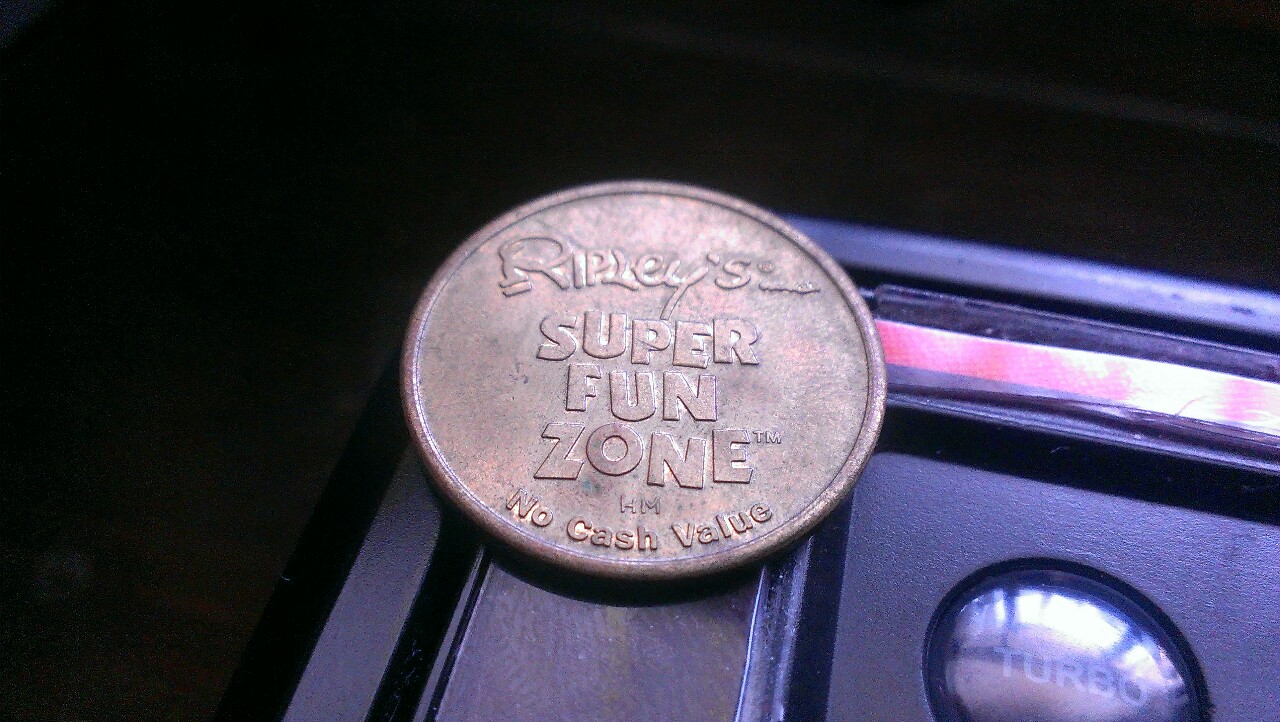 Ripley's
SUPER
FUN
ZONE™
HM
No Cash Value
TURBO